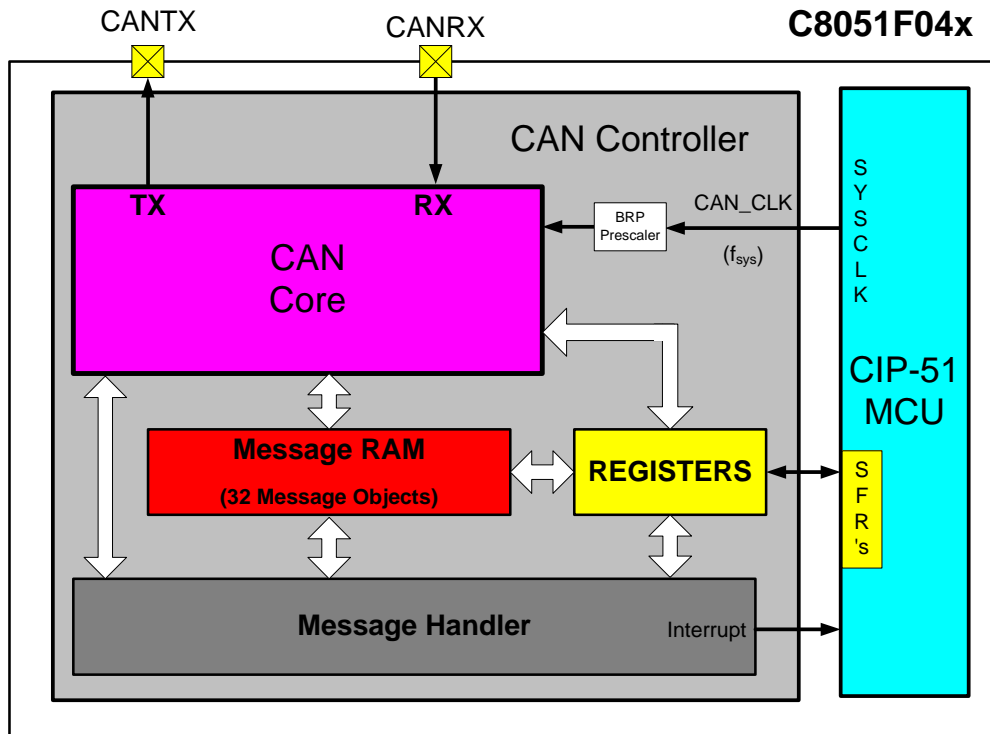 C8051F04x
CANTX
CANRX
CAN Controller
TX
RX
CAN
Core
BRP
Prescaler
CAN_CLK
(fsys)
S
Y
S
C
L
K
CIP-51
MCU
Message RAM
(32 Message Objects)
REGISTERS
S
F
R
's
Message Handler
Interrupt